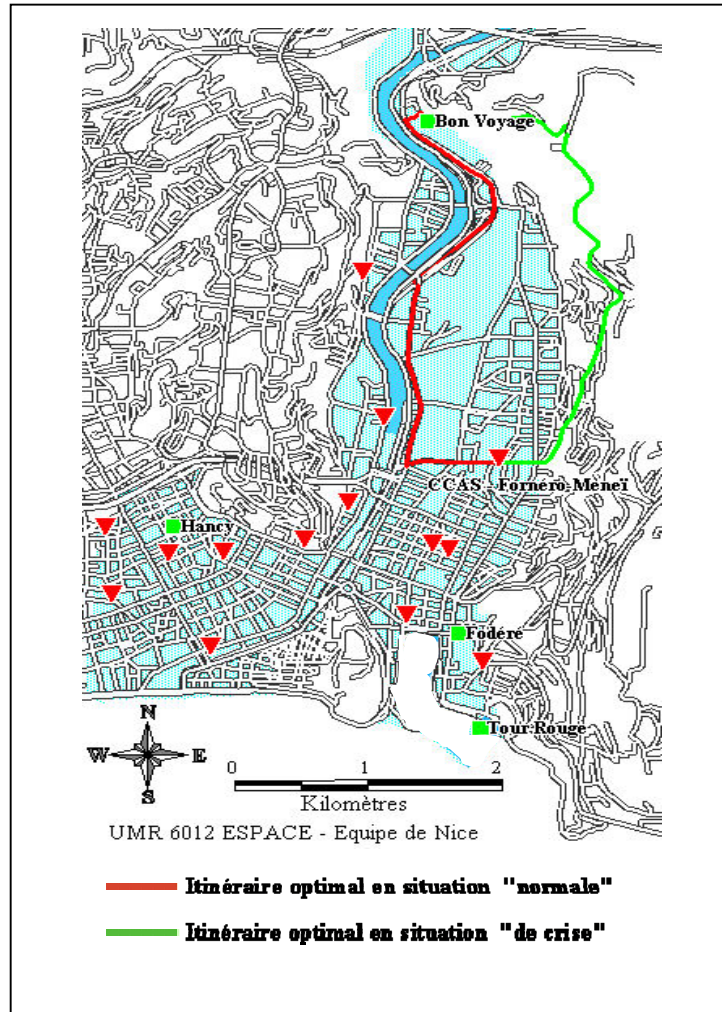 Bon Voyage
CCAS - Fornero-Meneï
Hancy
Fodéré
Tour Rouge
N
W E
S
0 1 2
Kilomètres
UMR 6012 ESPACE - Equipe de Nice
Itinéraire optimal en situation "normale"
Itinéraire optimal en situation "de crise"